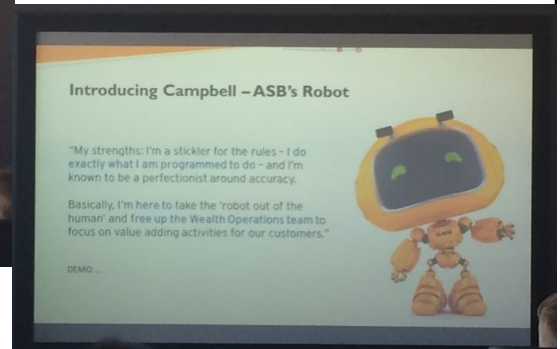 Introducing Campbell – ASB's Robot
"My strengths: I'm a stickler for the rules – I do
exactly what I am programmed to do – and I'm
known to be a perfectionist around accuracy.
Basically, I'm here to take the 'robot out of the
human' and free up the Wealth Operations team to
focus on value adding activities for our customers."
DEMO:...
ASB